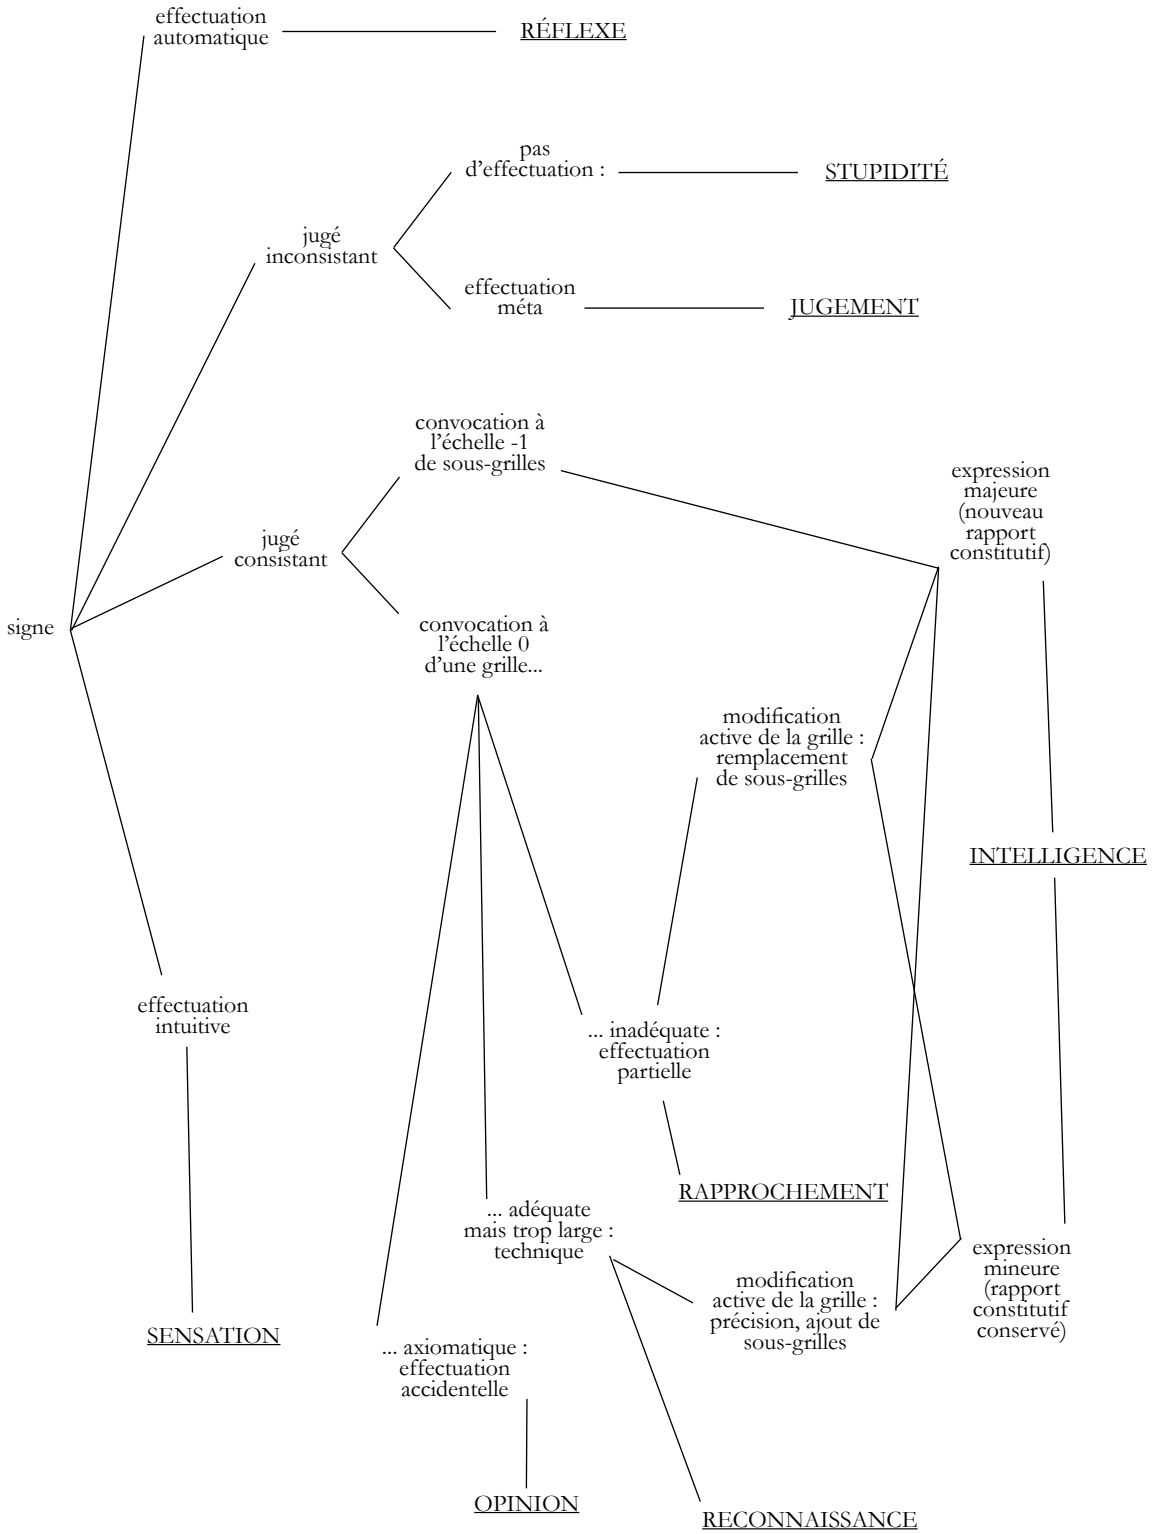 effectuation
automatique
RÉFLEXE
pas
d'effectuation :
STUPIDITÉ
jugé
inconsistant
effectuation
méta
JUGEMENT
convocation à
l'échelle -1
de sous-grilles
expression
majeure
(nouveau
rapport
constitutif)
jugé
consistant
signe
convocation à
l'échelle 0
d'une grille...
modification
active de la grille :
remplacement
de sous-grilles
INTELLIGENCE
effectuation
intuitive
... inadéquate :
effectuation
partielle
RAPPROCHEMENT
... adéquate
mais trop large :
technique
expression
mineure
(rapport
constitutif
conservé)
modification
active de la grille :
précision, ajout de
sous-grilles
SENSATION
... axiomatique :
effectuation
accidentelle
OPINION
RECONNAISSANCE